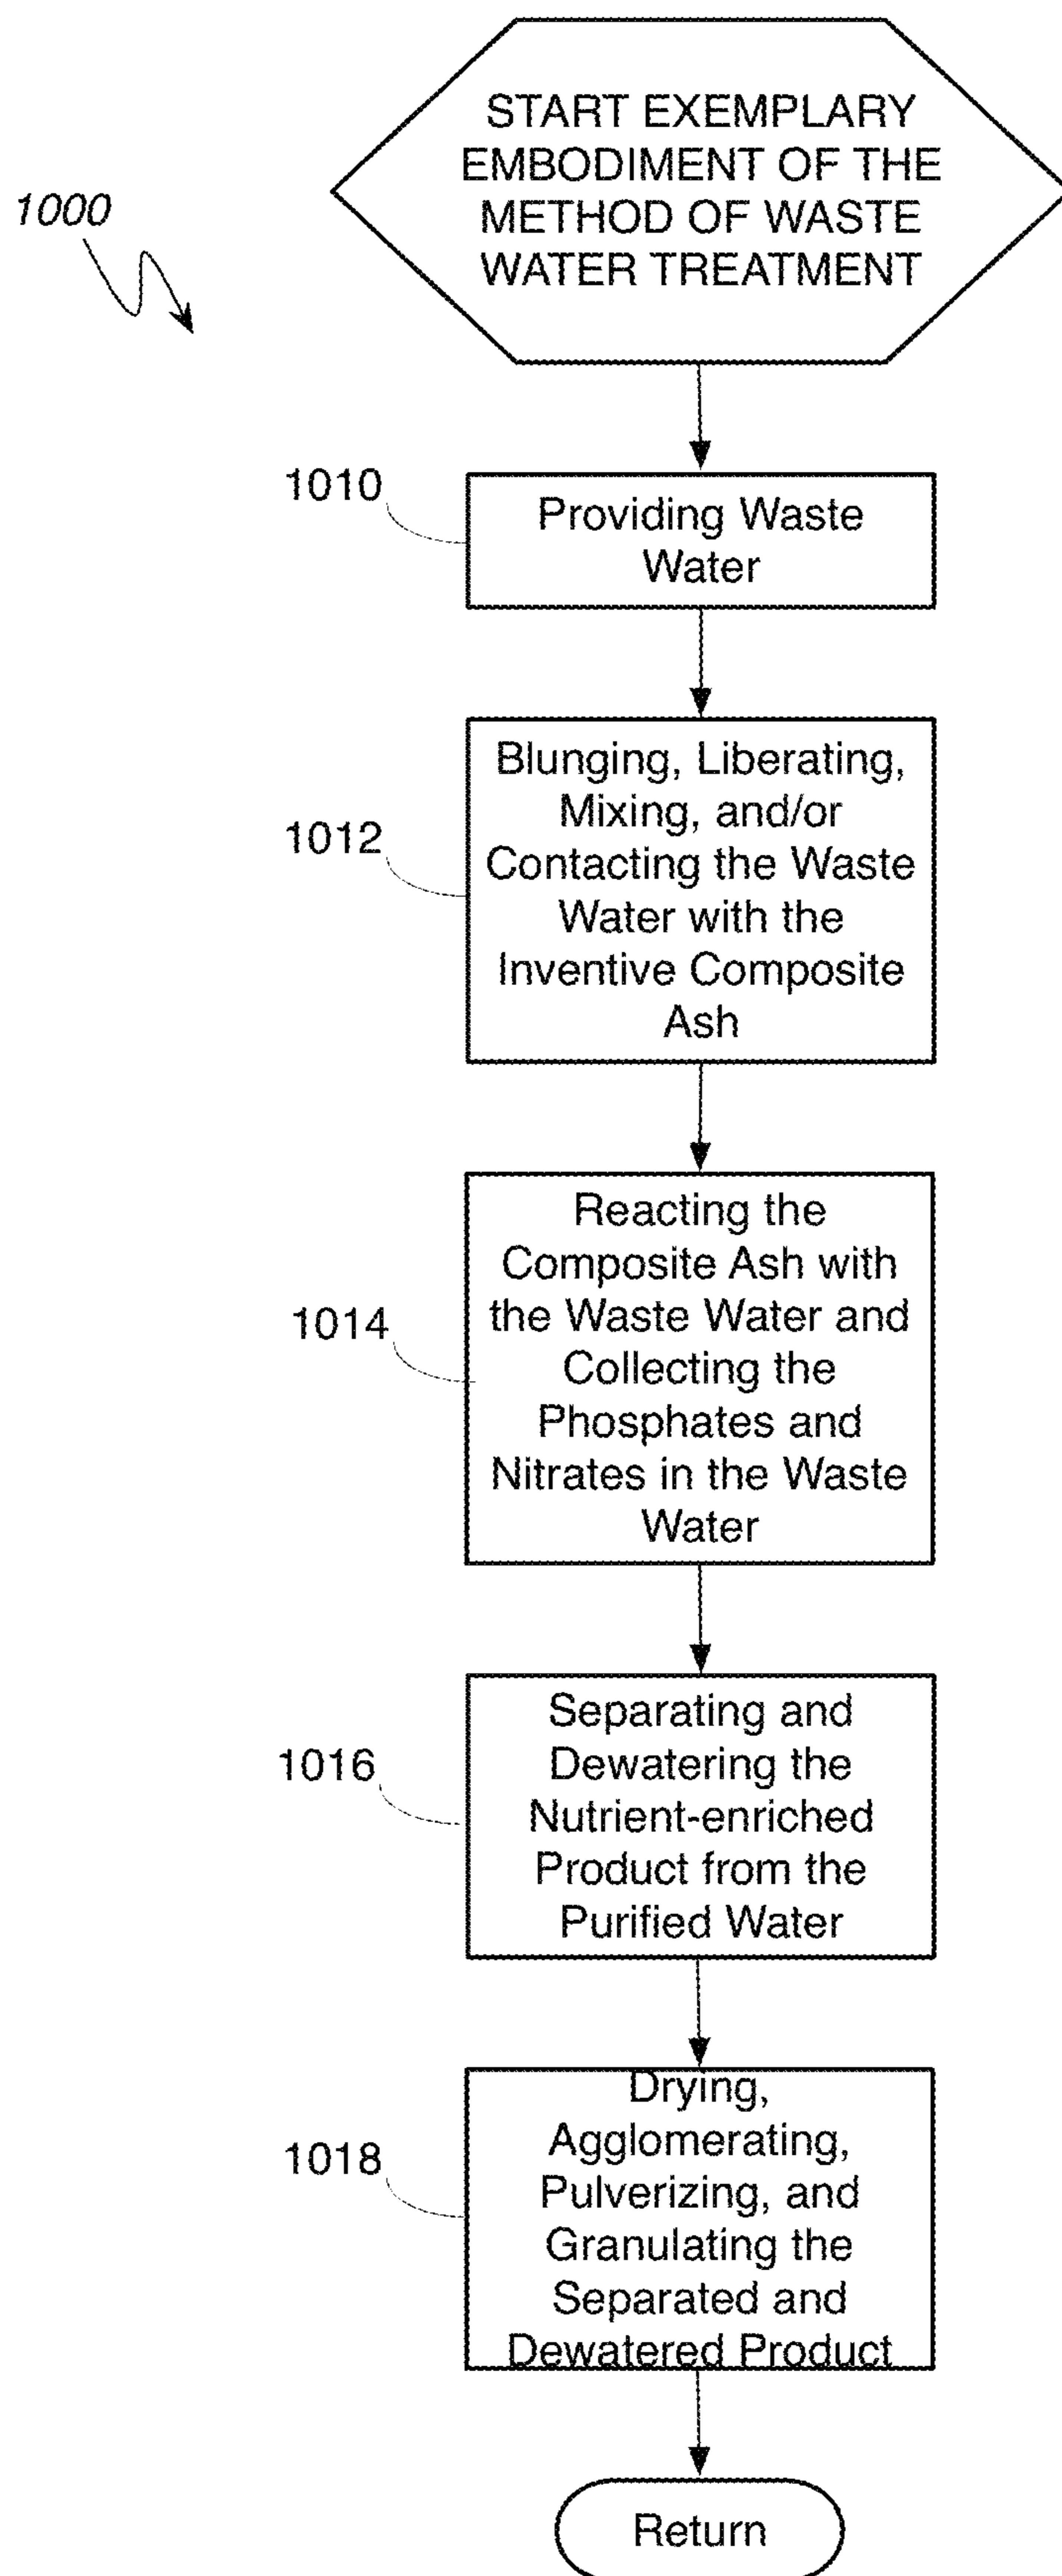 START EXEMPLARY
EMBODIMENT OF THE
METHOD OF WASTE
WATER TREATMENT
1000
1010
Providing Waste
Water
1012
Blunging, Liberating,
Mixing, and/or
Contacting the Waste
Water with the
Inventive Composite
Ash
1014
Reacting the
Composite Ash with
the Waste Water and
Collecting the
Phosphates and
Nitrates in the Waste
Water
1016
Separating and
Dewatering the
Nutrient-enriched
Product from the
Purified Water
1018
Drying,
Agglomerating,
Pulverizing, and
Granulating the
Separated and
Dewatered Product
Return